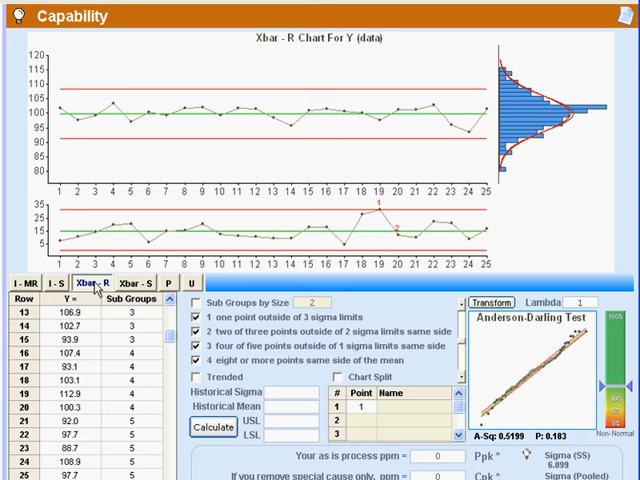 Capability
Xbar - R Chart For Y (data)
120
115
110
105
100
95
90
85
80
1 2 3 4 5 6 7 8 9 10 11 12 13 14 15 16 17 18 19 20 21 22 23 24 25
35
25
15
5
1
2
1 2 3 4 5 6 7 8 9 10 11 12 13 14 15 16 17 18 19 20 21 22 23 24 25
I - MR I - S Xbar - R Xbar - S P U
Row Y = Sub Groups
13 106.9 3
14 102.7 3
15 93.9 3
16 107.4 4
17 93.1 4
18 103.1 4
19 112.9 4
20 100.3 4
21 92.0 5
22 97.7 5
23 88.7 5
24 108.9 5
25 97.7 5
Sub Groups by Size 2
1 one point outside of 3 sigma limits
2 two of three points outside of 2 sigma limits same side
3 four of five points outside of 1 sigma limits same side
4 eight or more points same side of the mean
Trended Chart Split
Historical Sigma
Historical Mean
Calculate USL
LSL
# Point Name
1 1
2
3
Transform Lambda 1
Anderson-Darling Test
100%
0%
Non-Normal
A-Sq: 0.5199 P: 0.183
Your as is process ppm = 0 Ppk = Sigma (SS)
6.099
If you remove special cause only, ppm = 0 Cpk = Sigma (Pooled)